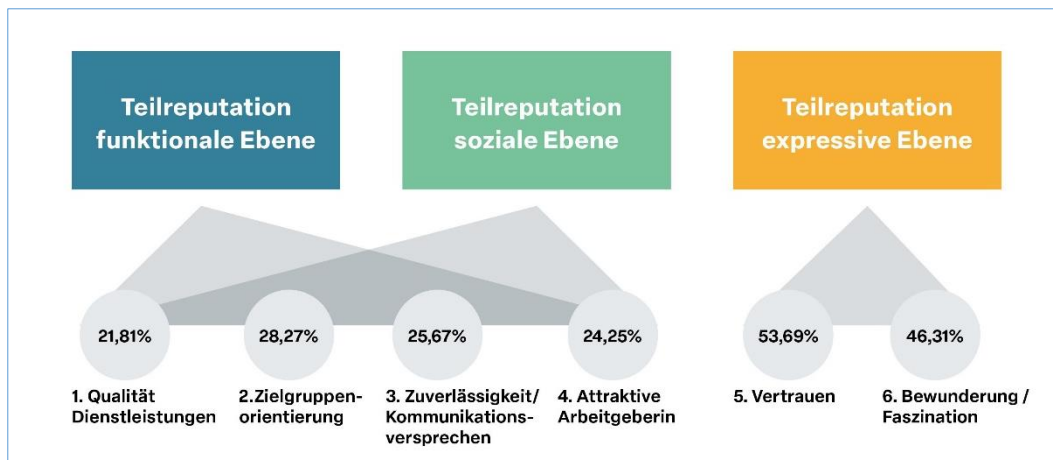 Teilreputation
funktionale Ebene
Teilreputation
soziale Ebene
Teilreputation
expressive Ebene
21,81%
28,27%
25,67%
24,25%
53,69%
46,31%
1. Qualität
Dienstleistungen
2.Zielgruppen-
orientierung
3. Zuverlässigkeit/
Kommunikations-
versprechen
4. Attraktive
Arbeitgeberin
5. Vertrauen
6. Bewunderung /
Faszination